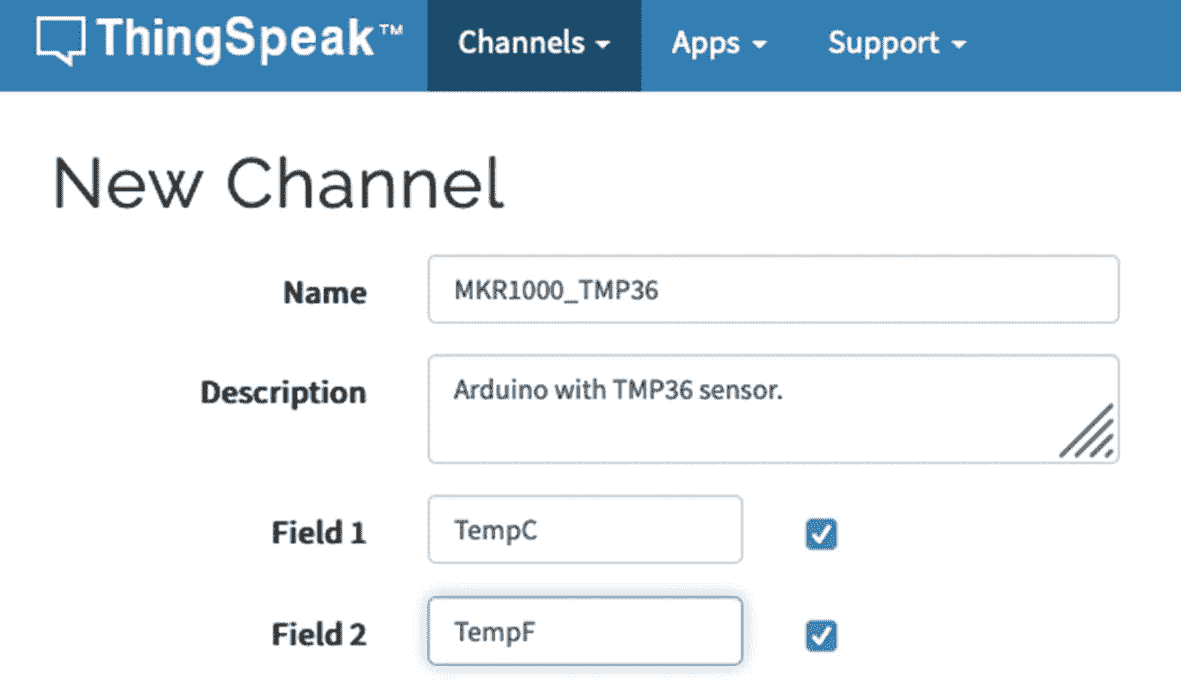 ThingSpeak™ Channels Apps Support
New Channel
Name MKR1000_TMP36
Description Arduino with TMP36 sensor.
Field 1 TempC
Field 2 TempF